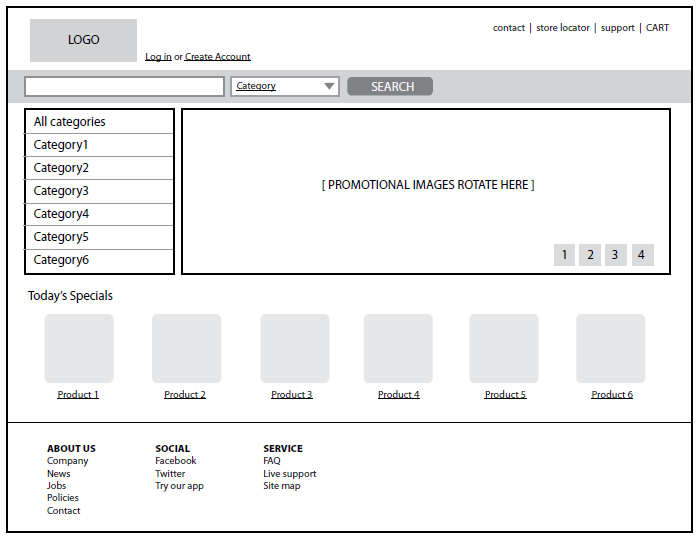 LOGO
contact | store locator | support | CART
Log in or Create Account
Category
SEARCH
All categories
Category1
Category2
Category3
Category4
Category5
Category6
[ PROMOTIONAL IMAGES ROTATE HERE ]
1 2 3 4
Today's Specials
Product 1 Product 2 Product 3 Product 4 Product 5 Product 6
ABOUT US
Company
News
Jobs
Policies
Contact
SOCIAL
Facebook
Twitter
Try our app
SERVICE
FAQ
Live support
Site map